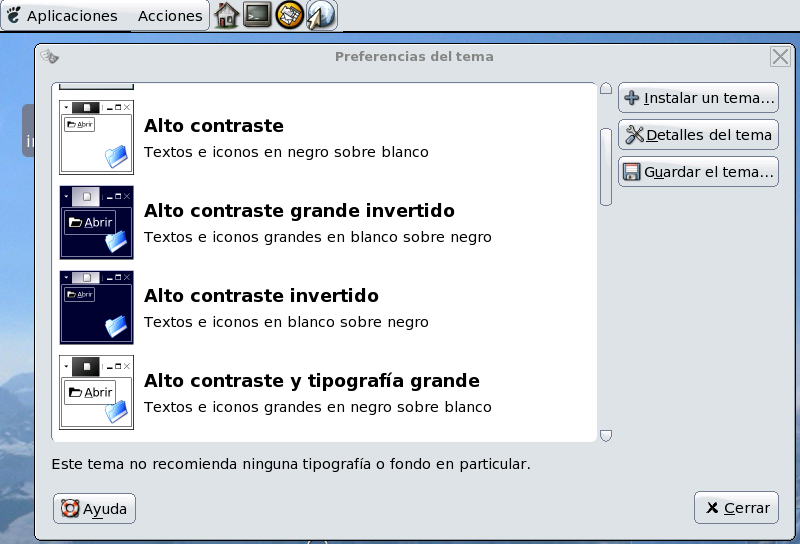 Aplicaciones Acciones
Preferencias del tema
Abrir
Alto contraste
Textos e iconos en negro sobre blanco
Abrir
Alto contraste grande invertido
Textos e iconos grandes en blanco sobre negro
Abrir
Alto contraste invertido
Textos e iconos en blanco sobre negro
Abrir
Alto contraste y tipografía grande
Textos e iconos grandes en negro sobre blanco
Instalar un tema...
Detalles del tema
Guardar el tema...
Este tema no recomienda ninguna tipografía o fondo en particular.
Ayuda
Cerrar